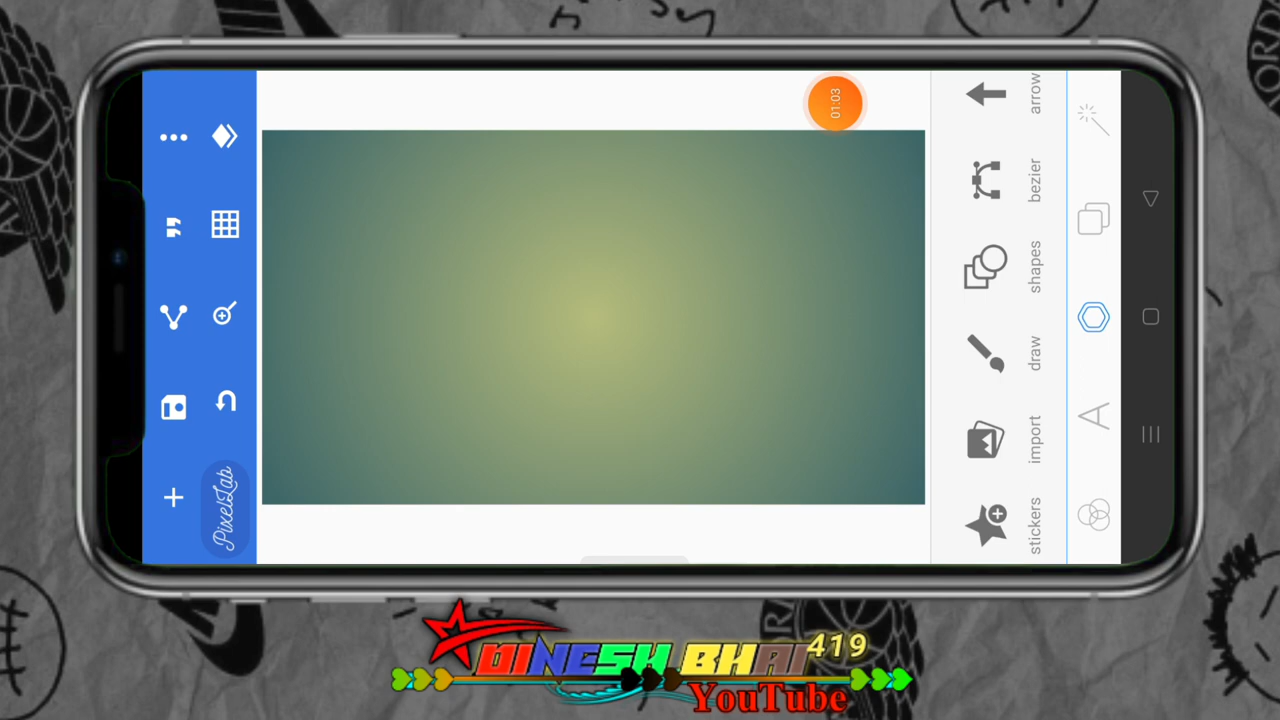 01:03
PixelLab
arrow
bezier
shapes
draw
import
stickers
DINESH BHAI 419
YouTube